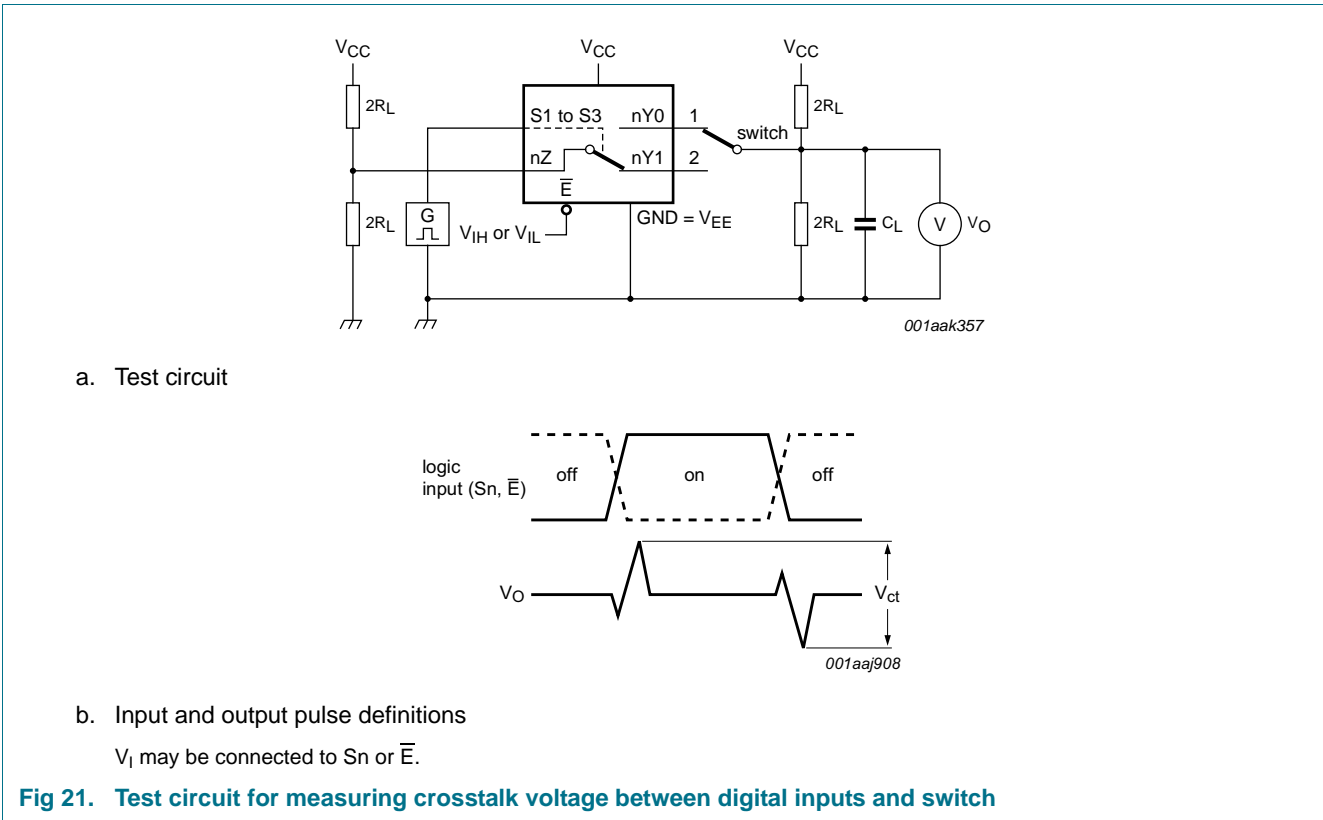 VCC
VCC
VCC
2RL
S1 to S3
nY0
1
2RL
switch
nZ
nY1
2
E̅
2RL
G
VIH or VIL
GND = VEE
2RL
CL
V
VO
001aak357
a. Test circuit
logic
input (Sn, E̅)
off
on
off
VO
Vct
001aaj908
b. Input and output pulse definitions
VI may be connected to Sn or E̅.
Fig 21. Test circuit for measuring crosstalk voltage between digital inputs and switch